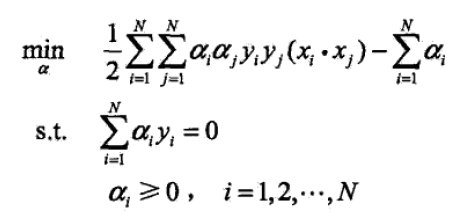 min_α  1/2 ∑_{i=1}^{N} ∑_{j=1}^{N} α_i α_j y_i y_j (x_i · x_j) − ∑_{i=1}^{N} α_i
s.t.  ∑_{i=1}^{N} α_i y_i = 0
α_i ⩾ 0 , i = 1,2,⋯,N